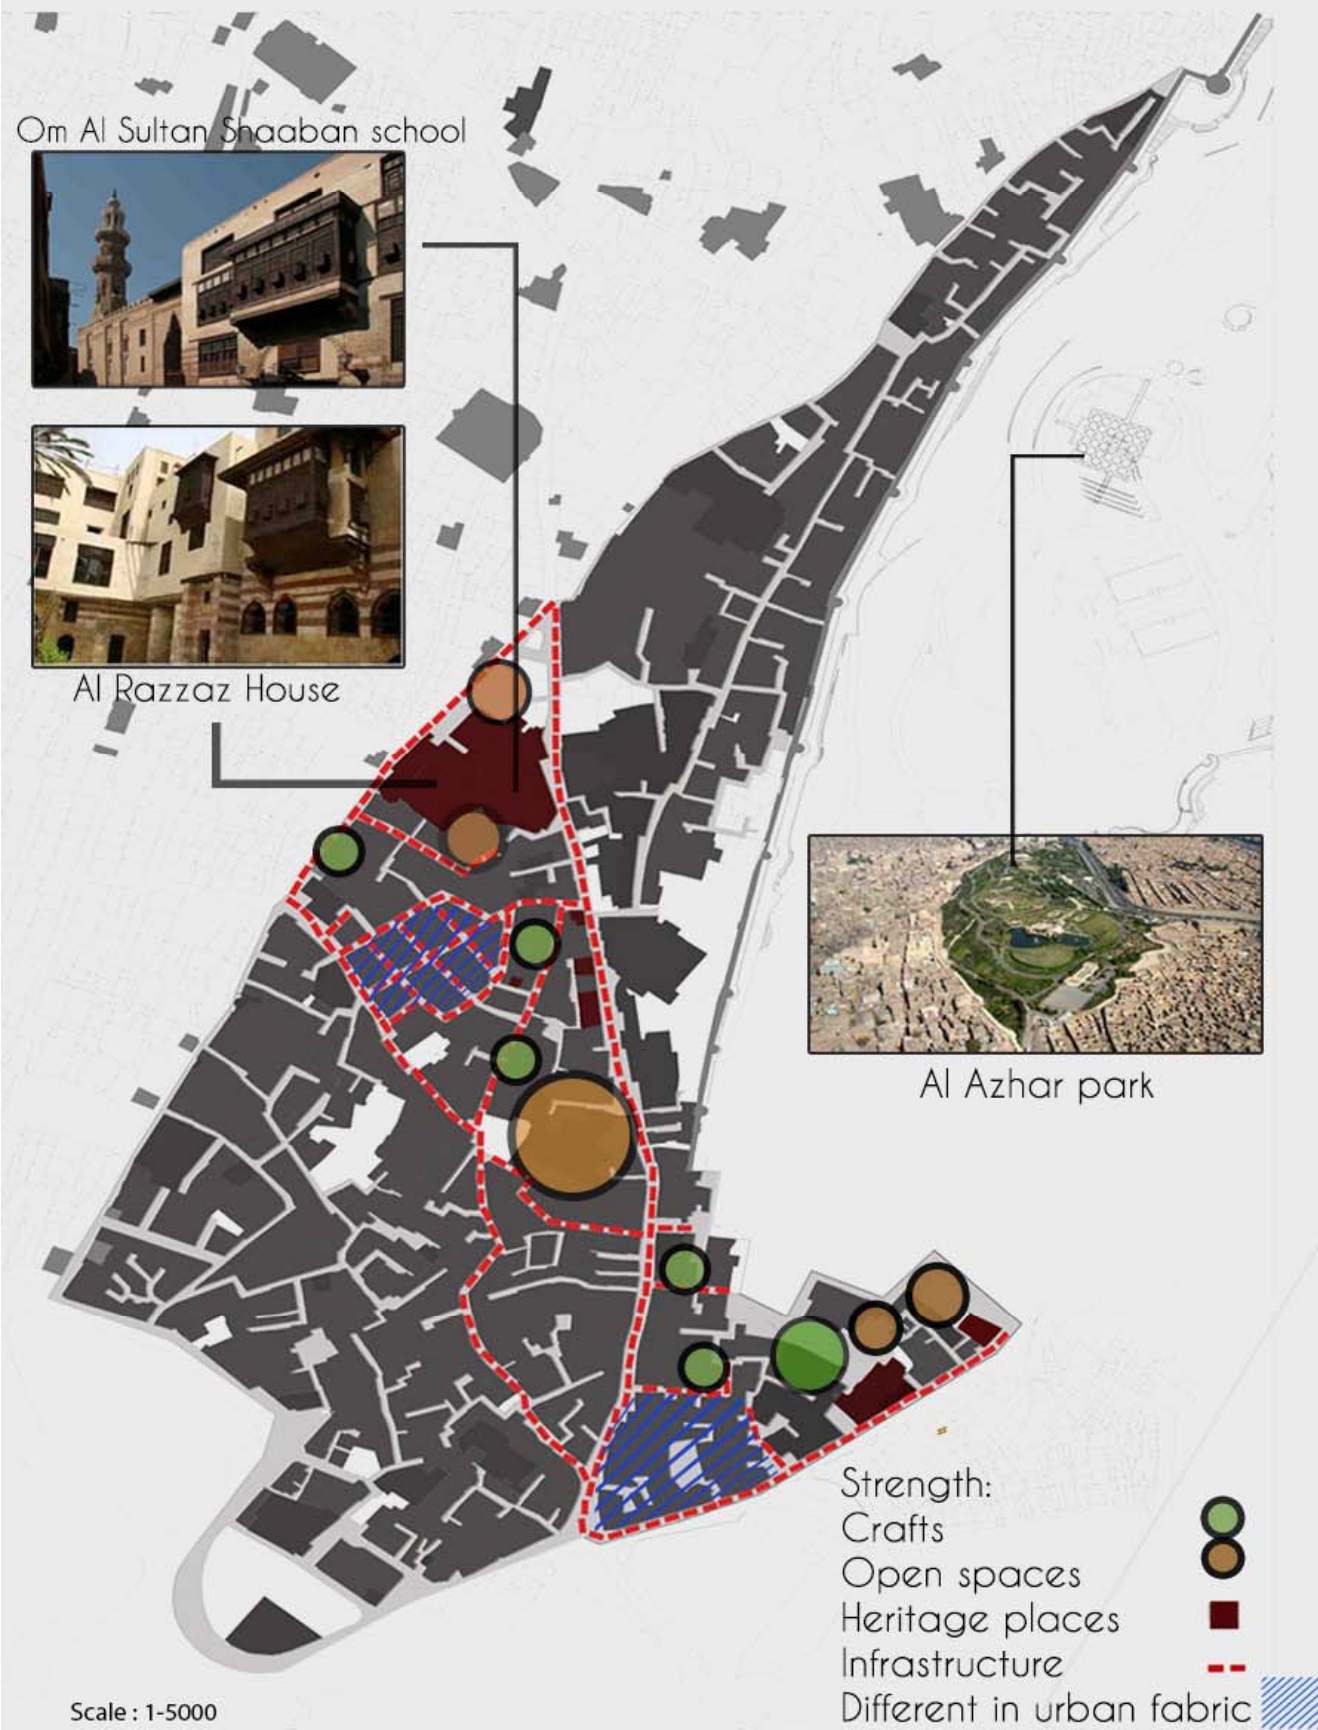 Om Al Sultan Shaaban school
Al Razzaz House
Al Azhar park
Strength:
Crafts
Open spaces
Heritage places
Infrastructure
Different in urban fabric
Scale : 1-5000